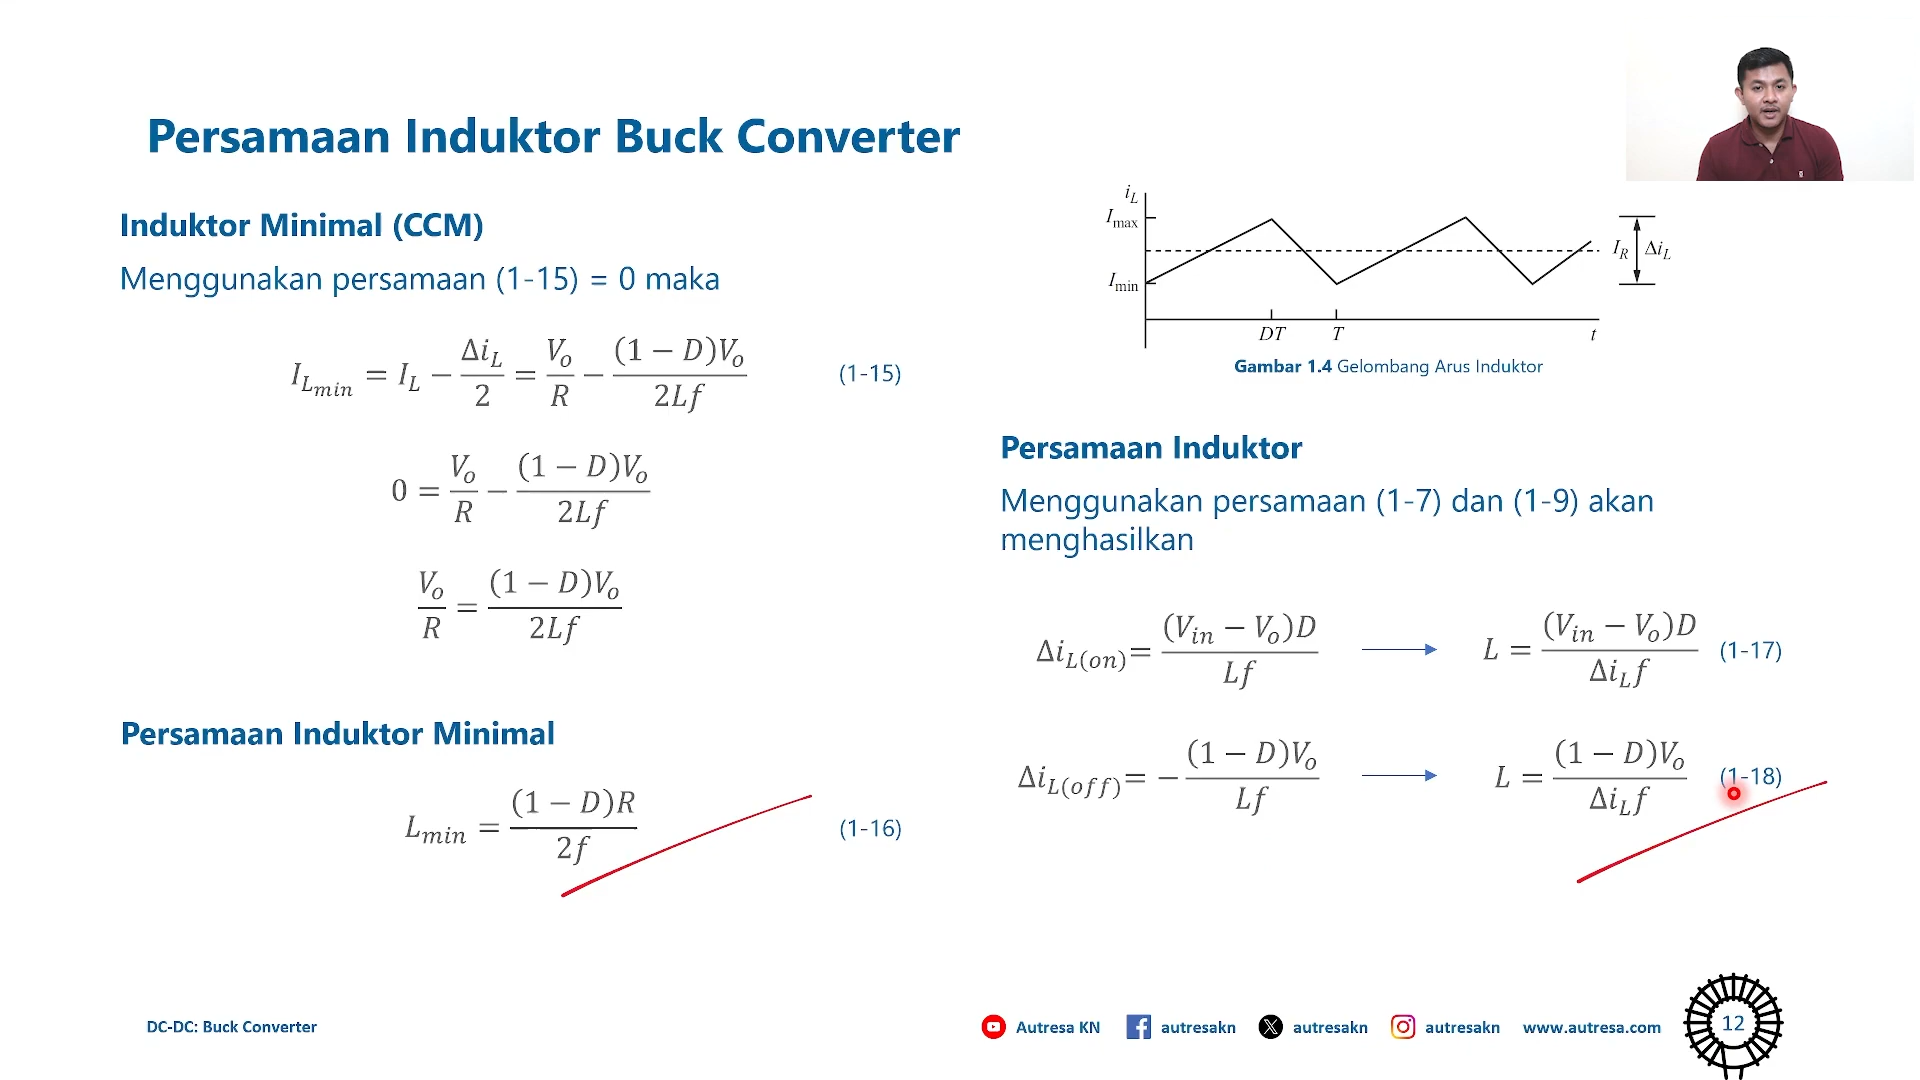 Persamaan Induktor Buck Converter
Induktor Minimal (CCM)
Menggunakan persamaan (1-15) = 0 maka
I_{L_{min}} = I_L − Δi_L/2 = V_o/R − (1 − D)V_o/2Lf (1-15)
0 = V_o/R − (1 − D)V_o/2Lf
V_o/R = (1 − D)V_o/2Lf
Persamaan Induktor Minimal
L_{min} = (1 − D)R/2f (1-16)
i_L
I_max
I_min
DT T t
I_R Δi_L
Gambar 1.4 Gelombang Arus Induktor
Persamaan Induktor
Menggunakan persamaan (1-7) dan (1-9) akan
menghasilkan
Δi_{L(on)} = (V_{in} − V_o)D/Lf → L = (V_{in} − V_o)D/Δi_L f (1-17)
Δi_{L(off)} = − (1 − D)V_o/Lf → L = (1 − D)V_o/Δi_L f (1-18)
DC-DC: Buck Converter
Autresa KN autresakn autresakn autresakn www.autresa.com 12